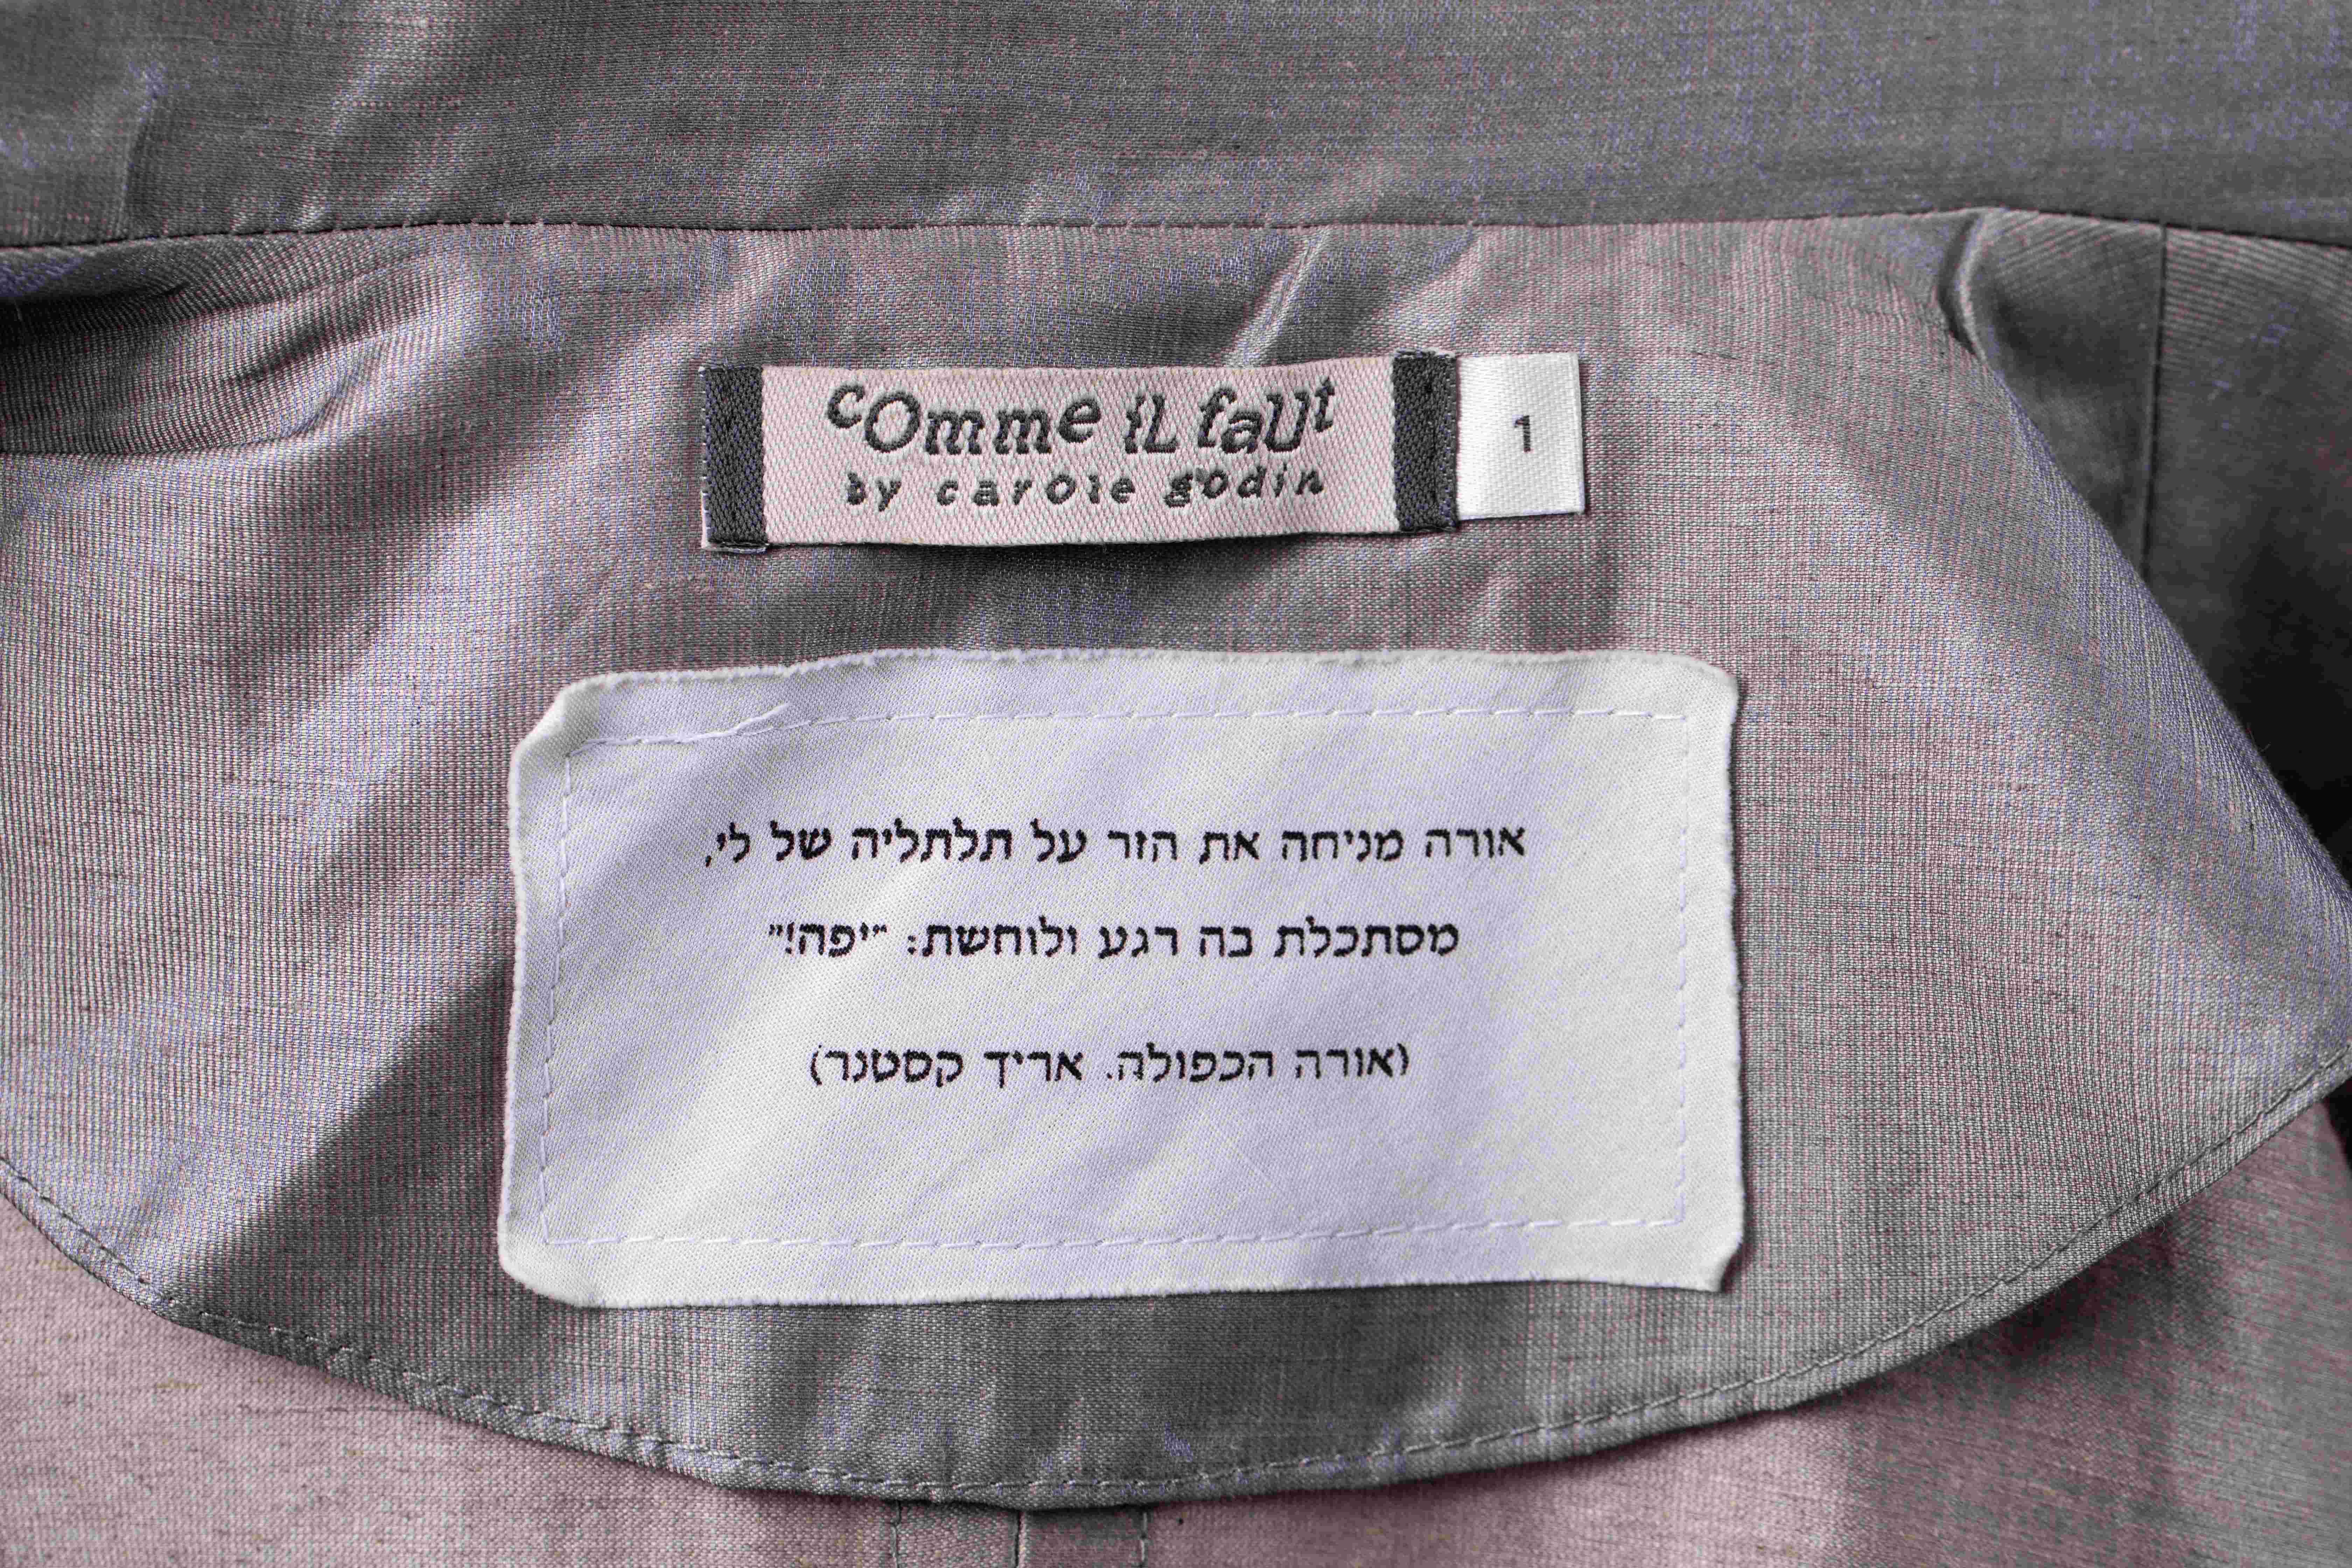 comme il faut
by carole godin
1
אורה מניחה את הזר על תלתליה של לי,
מסתכלת בה רגע ולוחשת: "יפה!"
(אורה הכפולה. אריך קסטנר)